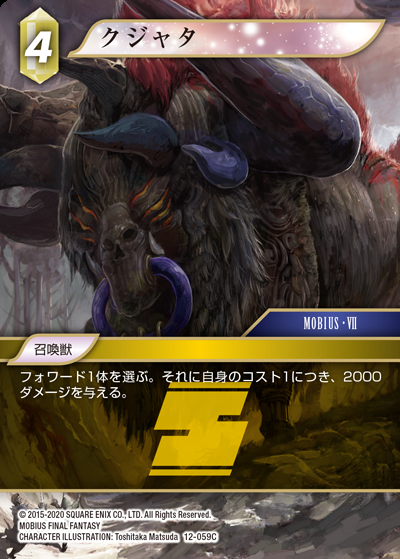 4
クジャタ
MOBIUS・VII
召喚獣
フォワード1体を選ぶ。それに自身のコスト1につき、2000
ダメージを与える。
© 2015-2020 SQUARE ENIX CO., LTD. All Rights Reserved.
MOBIUS FINAL FANTASY
CHARACTER ILLUSTRATION: Toshitaka Matsuda 12-059C